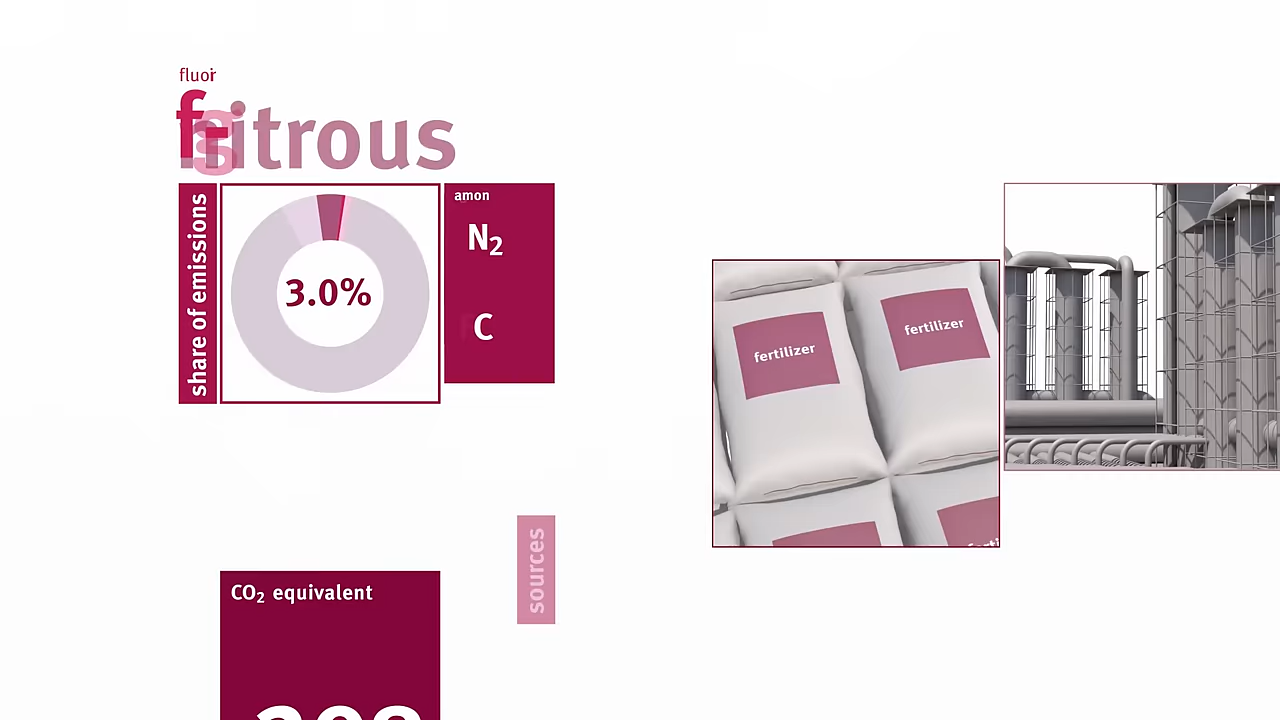 fluor
nitrous
share of emissions
3.0%
amon
N2
C
fertilizer
fertilizer
sources
CO2 equivalent